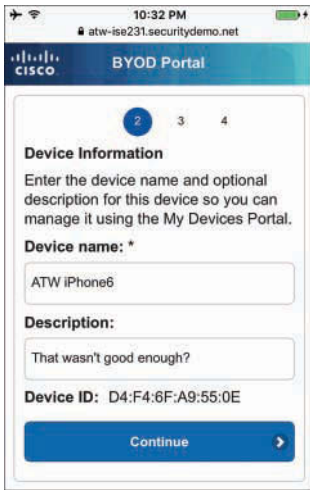 10:32 PM
atw-ise231.securitydemo.net
CISCO
BYOD Portal
2 3 4
Device Information
Enter the device name and optional
description for this device so you can
manage it using the My Devices Portal.
Device name: *
ATW iPhone6
Description:
That wasn't good enough?
Device ID: D4:F4:6F:A9:55:0E
Continue